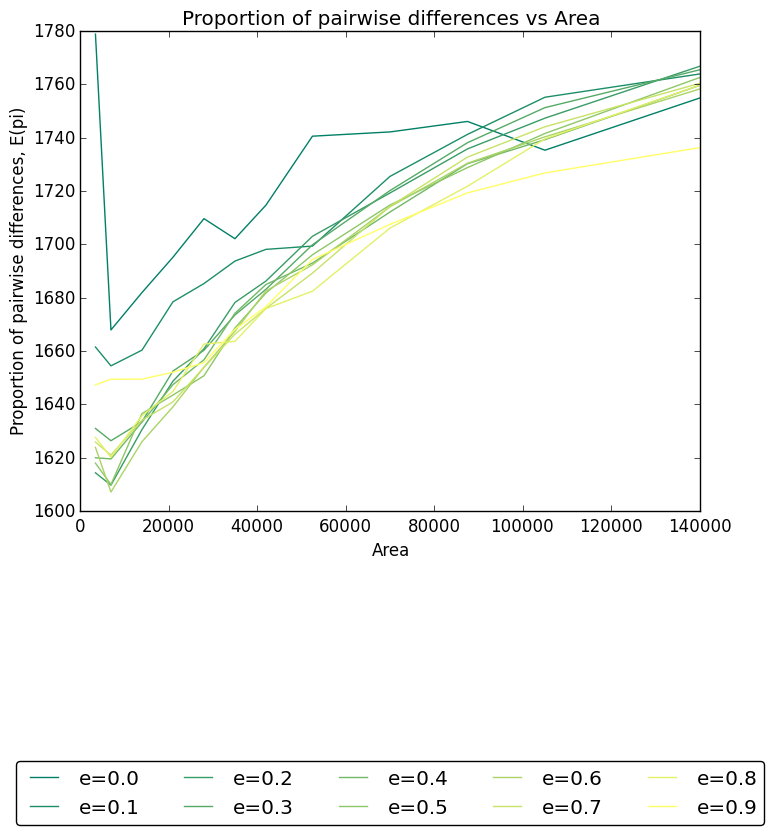 Proportion of pairwise differences vs Area
Proportion of pairwise differences, E(pi)
1780
1760
1740
1720
1700
1680
1660
1640
1620
1600
0 20000 40000 60000 80000 100000 120000 140000
Area
e=0.0 e=0.2 e=0.4 e=0.6 e=0.8
e=0.1 e=0.3 e=0.5 e=0.7 e=0.9